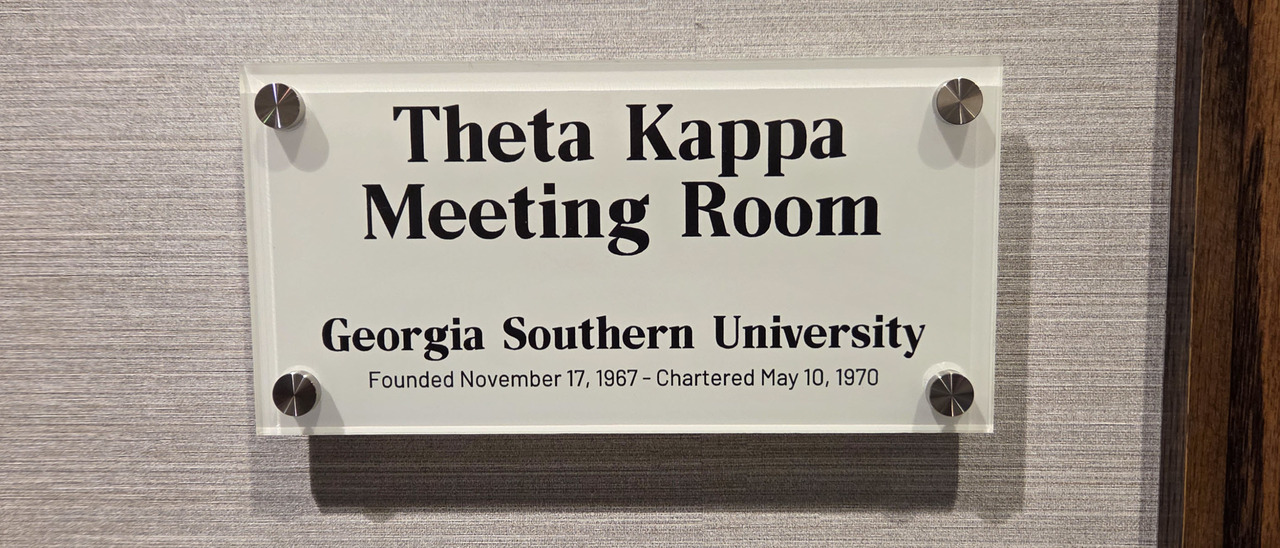 Theta Kappa
Meeting Room
Georgia Southern University
Founded November 17, 1967 - Chartered May 10, 1970